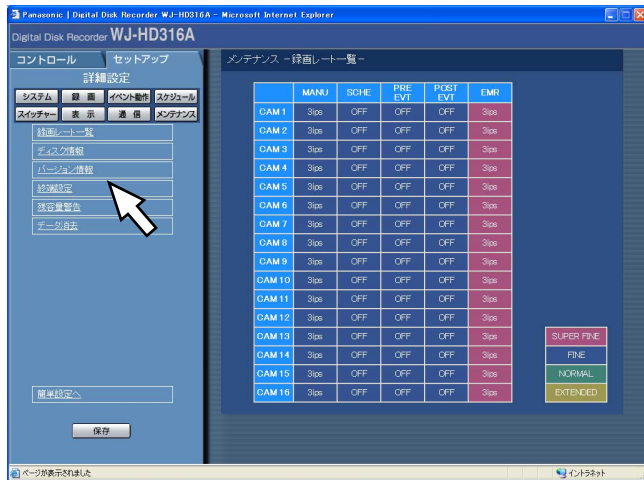 Panasonic | Digital Disk Recorder WJ-HD316A - Microsoft Internet Explorer
Digital Disk Recorder WJ-HD316A
コントロール セットアップ
詳細設定
システム 録画 イベント動作 スケジュール
スイッチャー 表示 通信 メンテナンス
録画レート一覧
ディスク情報
バージョン情報
終端設定
残容量警告
データ消去
簡単設定へ
保存
メンテナンス －録画レート一覧－
MANU SCHE PRE EVT POST EVT EMR
CAM 1 3ips OFF OFF OFF 3ips
CAM 2 3ips OFF OFF OFF 3ips
CAM 3 3ips OFF OFF OFF 3ips
CAM 4 3ips OFF OFF OFF 3ips
CAM 5 3ips OFF OFF OFF 3ips
CAM 6 3ips OFF OFF OFF 3ips
CAM 7 3ips OFF OFF OFF 3ips
CAM 8 3ips OFF OFF OFF 3ips
CAM 9 3ips OFF OFF OFF 3ips
CAM 10 3ips OFF OFF OFF 3ips
CAM 11 3ips OFF OFF OFF 3ips
CAM 12 3ips OFF OFF OFF 3ips
CAM 13 3ips OFF OFF OFF 3ips
CAM 14 3ips OFF OFF OFF 3ips
CAM 15 3ips OFF OFF OFF 3ips
CAM 16 3ips OFF OFF OFF 3ips
SUPER FINE
FINE
NORMAL
EXTENDED
ページが表示されました
イントラネット